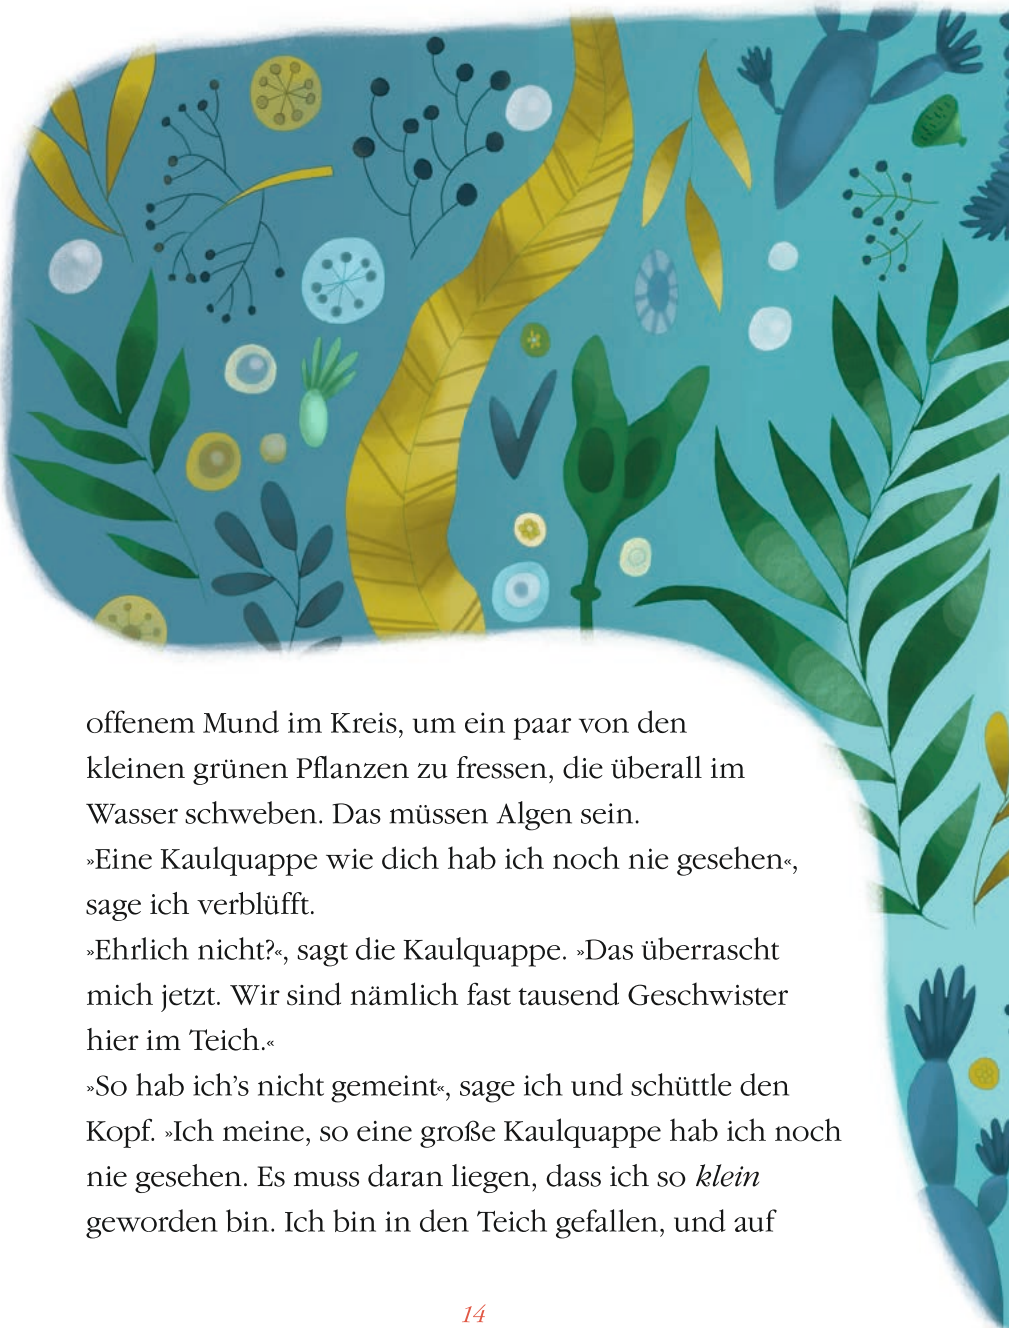 offenem Mund im Kreis, um ein paar von den
kleinen grünen Pflanzen zu fressen, die überall im
Wasser schweben. Das müssen Algen sein.
»Eine Kaulquappe wie dich hab ich noch nie gesehen«,
sage ich verblüfft.
»Ehrlich nicht?«, sagt die Kaulquappe. »Das überrascht
mich jetzt. Wir sind nämlich fast tausend Geschwister
hier im Teich.«
»So hab ich’s nicht gemeint«, sage ich und schüttle den
Kopf. »Ich meine, so eine große Kaulquappe hab ich noch
nie gesehen. Es muss daran liegen, dass ich so klein
geworden bin. Ich bin in den Teich gefallen, und auf
14